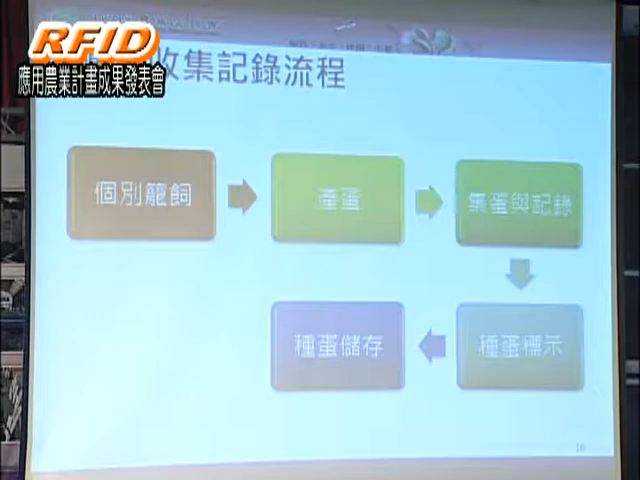 RFID
應用農業計畫成果發表會
收集記錄流程
個別籠飼
產蛋
集蛋與記錄
種蛋標示
種蛋儲存